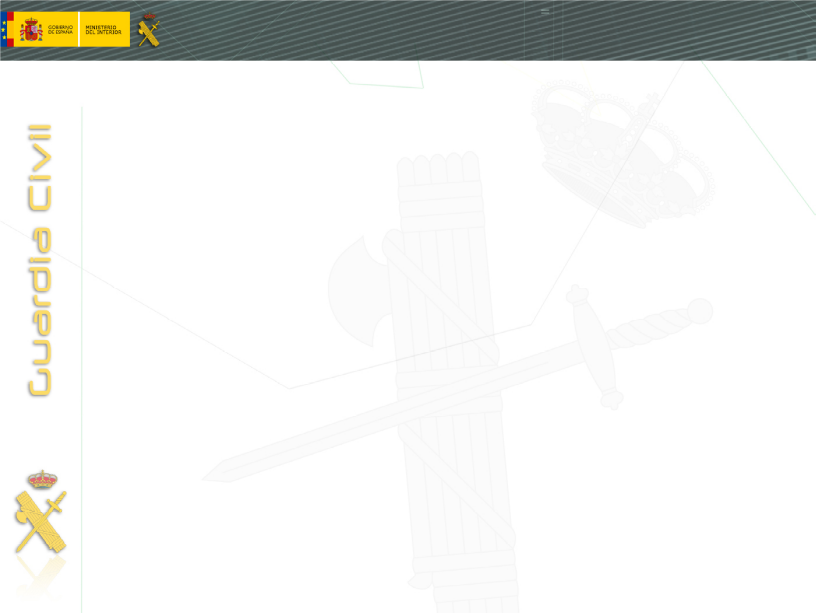 GOBIERNO
DE ESPAÑA
MINISTERIO
DEL INTERIOR
Guardia Civil